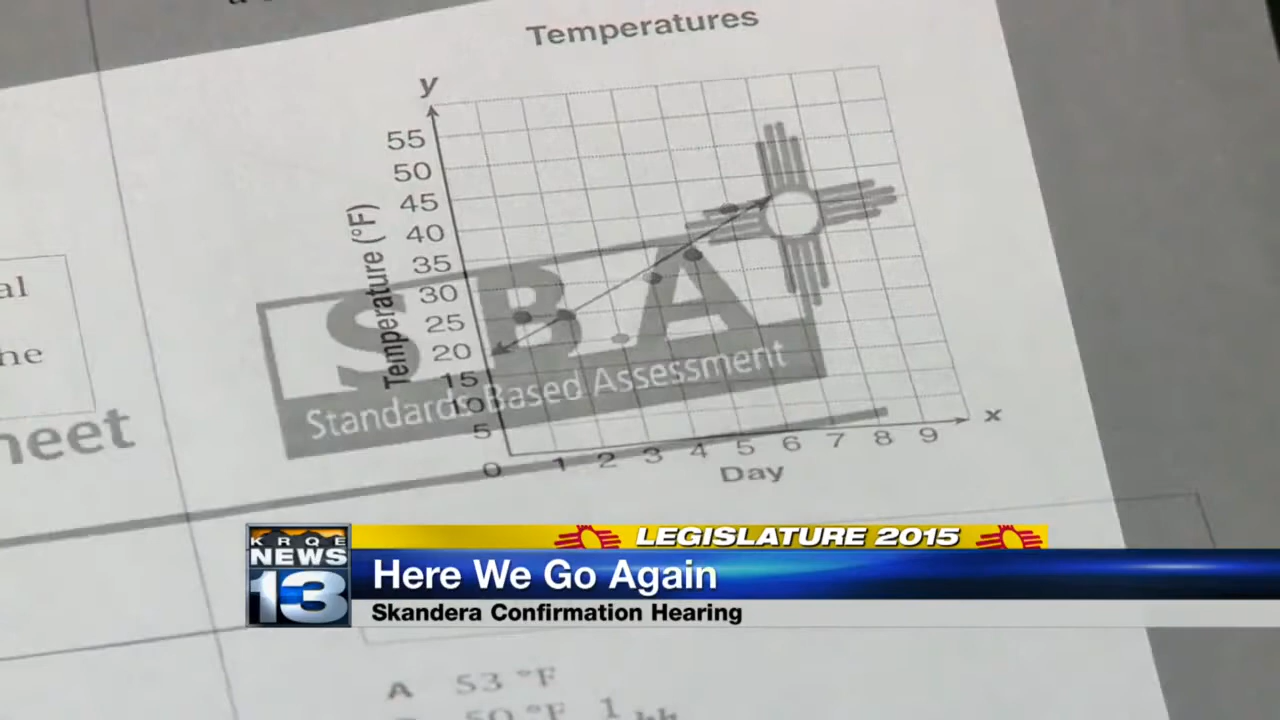 Temperatures
y
55
50
45
40
35
30
25
20
15
10
5
Temperature (°F)
al
he
heet
S.B.A
Standards Based Assessment
0 1 2 3 4 5 6 7 8 9 x
Day
LEGISLATURE 2015
KRQE
NEWS
13
Here We Go Again
Skandera Confirmation Hearing
A 53 °F
50 °F